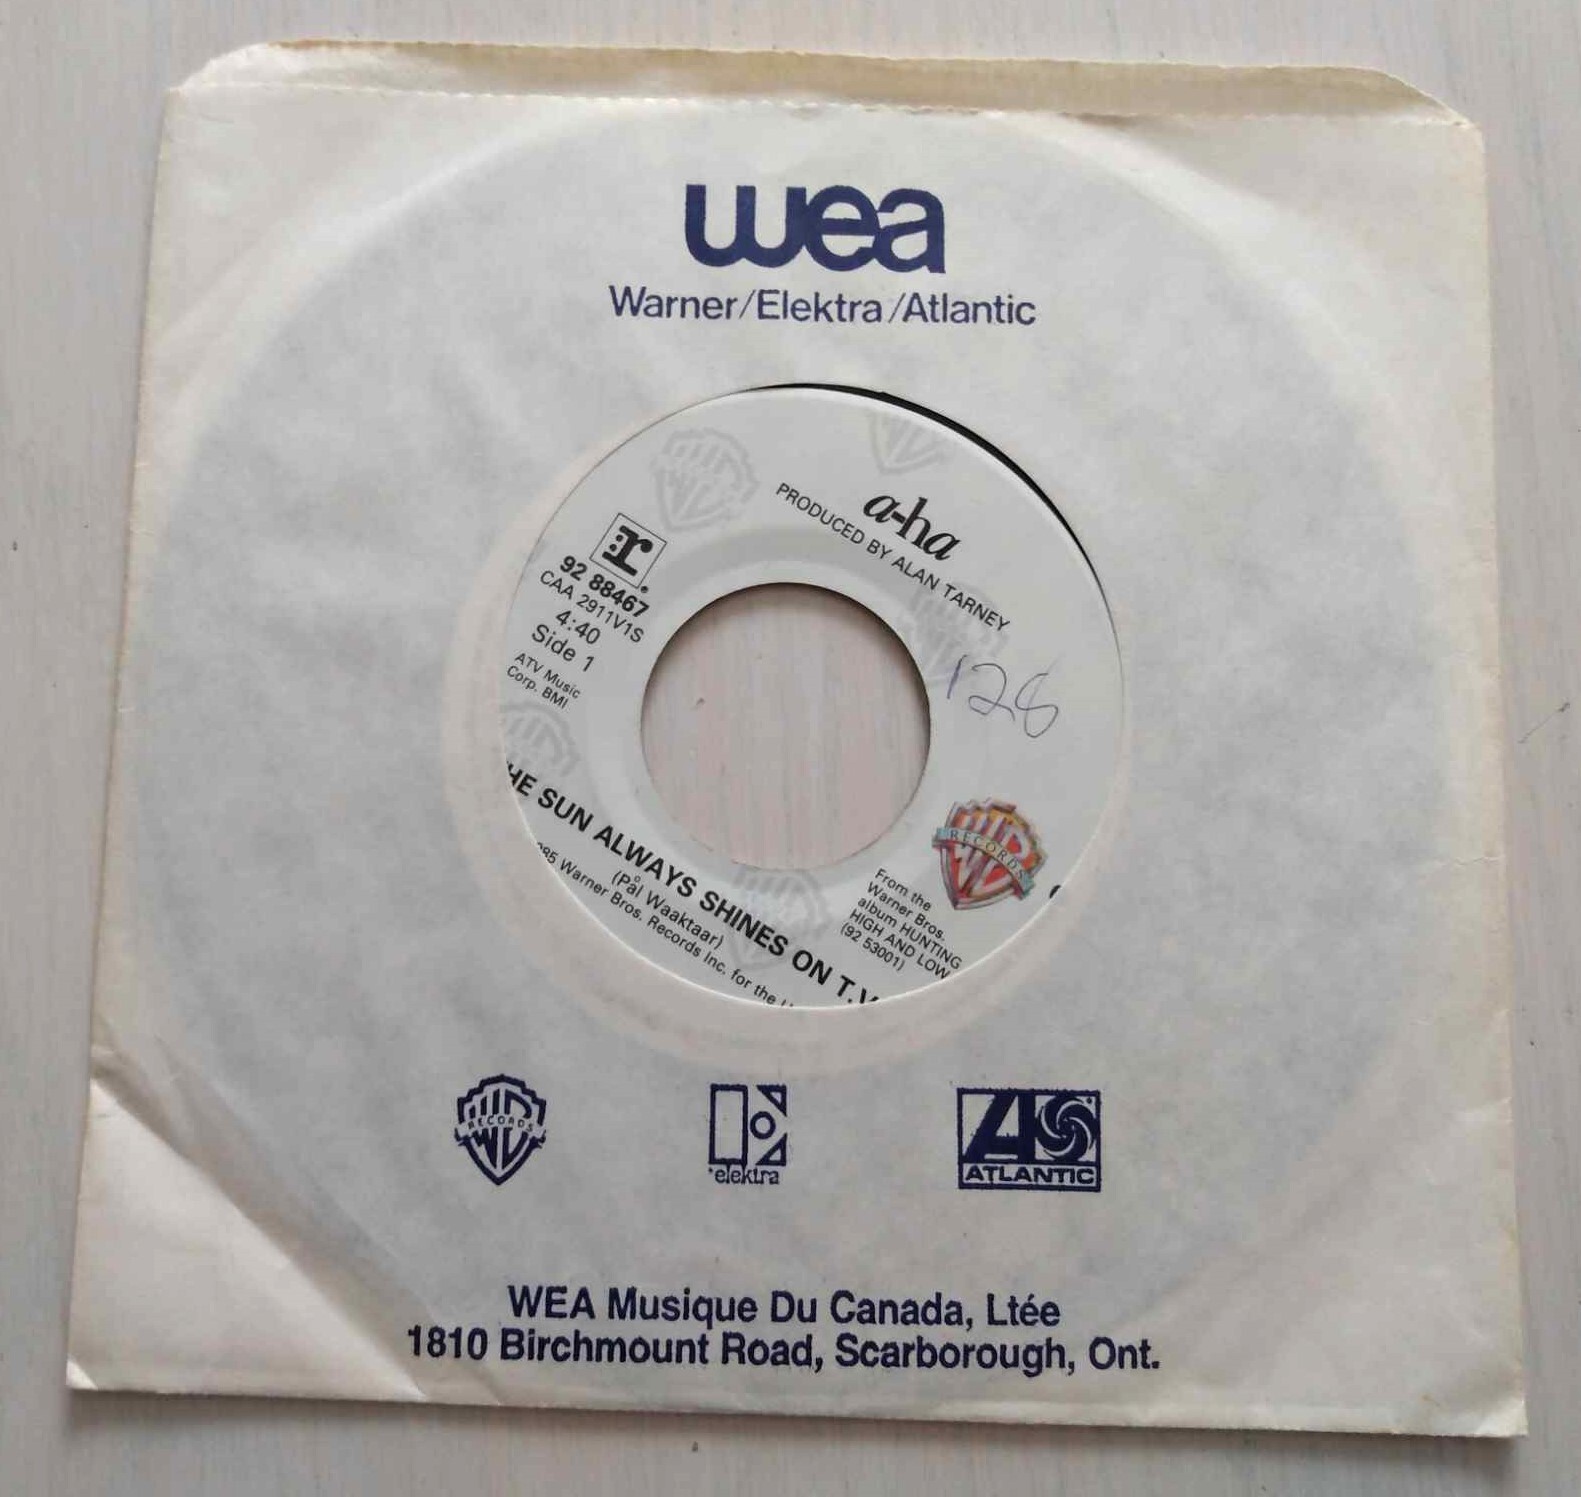 wea
Warner/Elektra/Atlantic
a-ha
PRODUCED BY ALAN TARNEY
r
92 88467
CAA 2911V1S
4:40
Side 1
ATV Music
Corp. BMI
128
HE SUN ALWAYS SHINES ON T.V
(Pål Waaktaar)
985 Warner Bros. Records Inc. for the
From the
Warner Bros.
album HUNTING
HIGH AND LOW
(92 53001)
RECORDS
RECORDS
elektra
ATLANTIC
WEA Musique Du Canada, Ltée
1810 Birchmount Road, Scarborough, Ont.